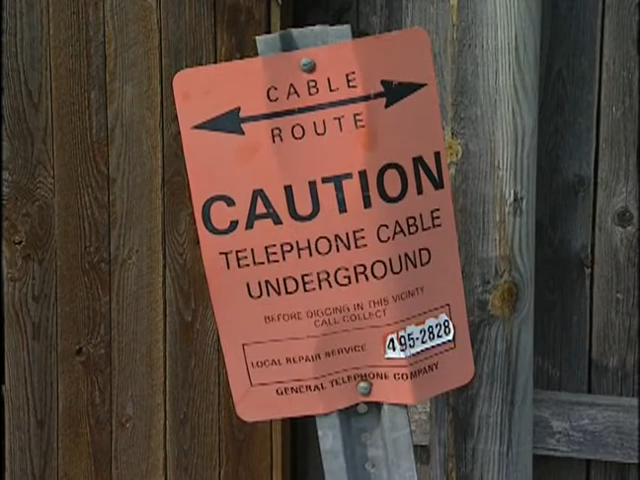 CABLE
ROUTE
CAUTION
TELEPHONE CABLE
UNDERGROUND
BEFORE DIGGING IN THIS VICINITY
CALL COLLECT
LOCAL REPAIR SERVICE 495-2828
GENERAL TELEPHONE COMPANY